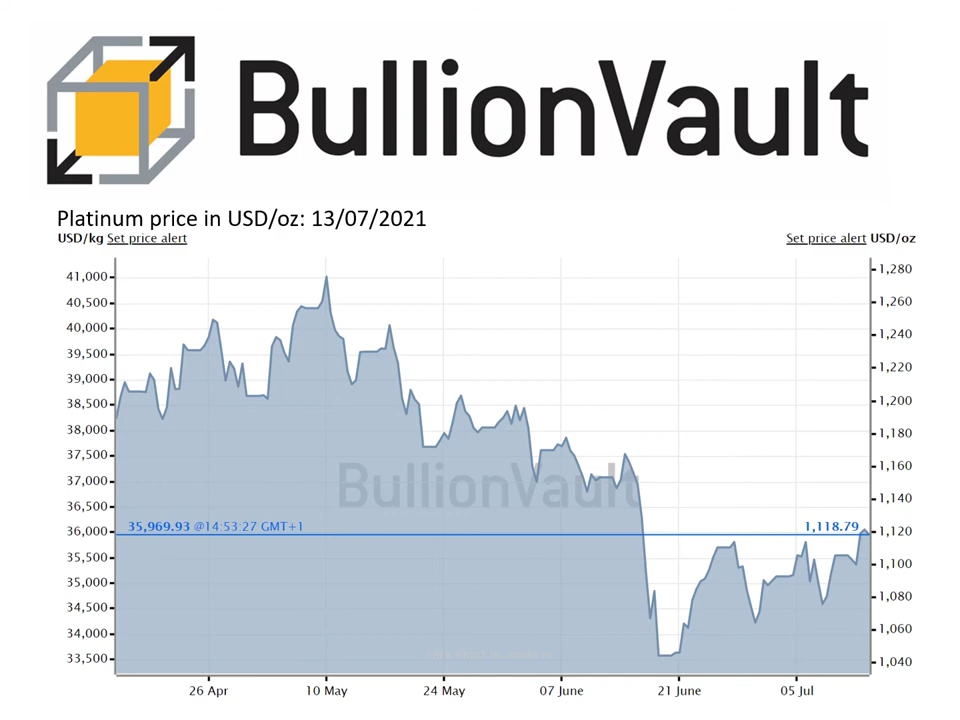 BullionVault
Platinum price in USD/oz: 13/07/2021
USD/kg Set price alert
Set price alert USD/oz
41,000
40,500
40,000
39,500
39,000
38,500
38,000
37,500
37,000
36,500
36,000
35,500
35,000
34,500
34,000
33,500
1,280
1,260
1,240
1,220
1,200
1,180
1,160
1,140
1,120
1,100
1,080
1,060
1,040
BullionVault
35,969.93 @14:53:27 GMT+1
1,118.79
26 Apr
10 May
24 May
07 June
21 June
05 Jul